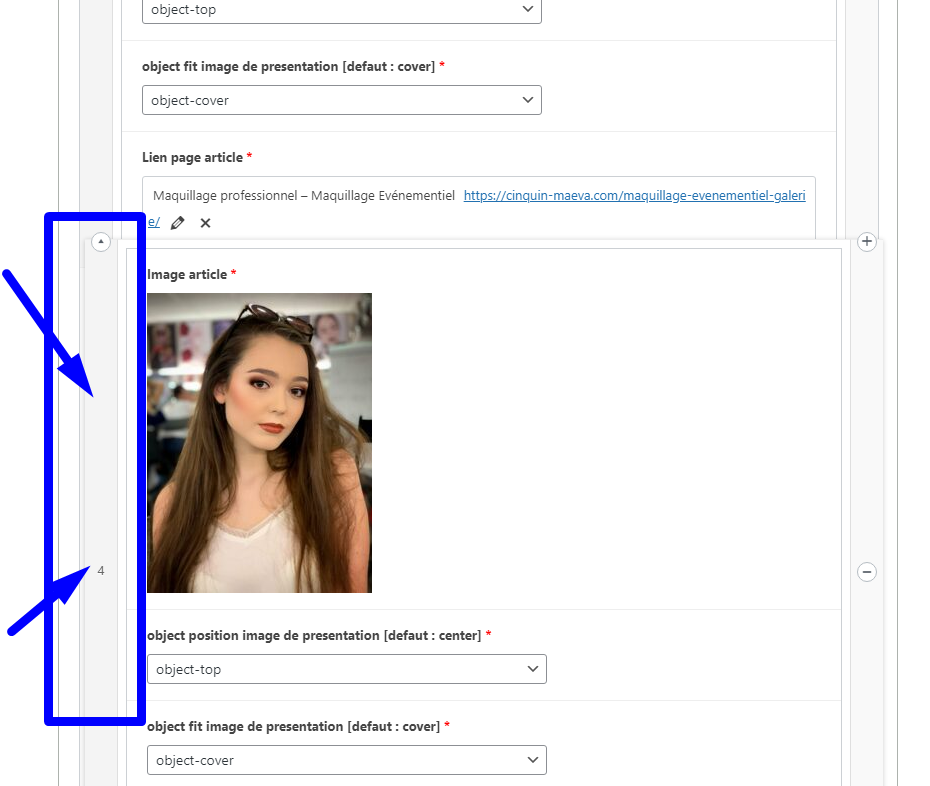 object-top
object fit image de presentation [defaut : cover] *
object-cover
Lien page article *
Maquillage professionnel – Maquillage Evénementiel https://cinquin-maeva.com/maquillage-evenementiel-galeri
e/
Image article *
4
object position image de presentation [defaut : center] *
object-top
object fit image de presentation [defaut : cover] *
object-cover